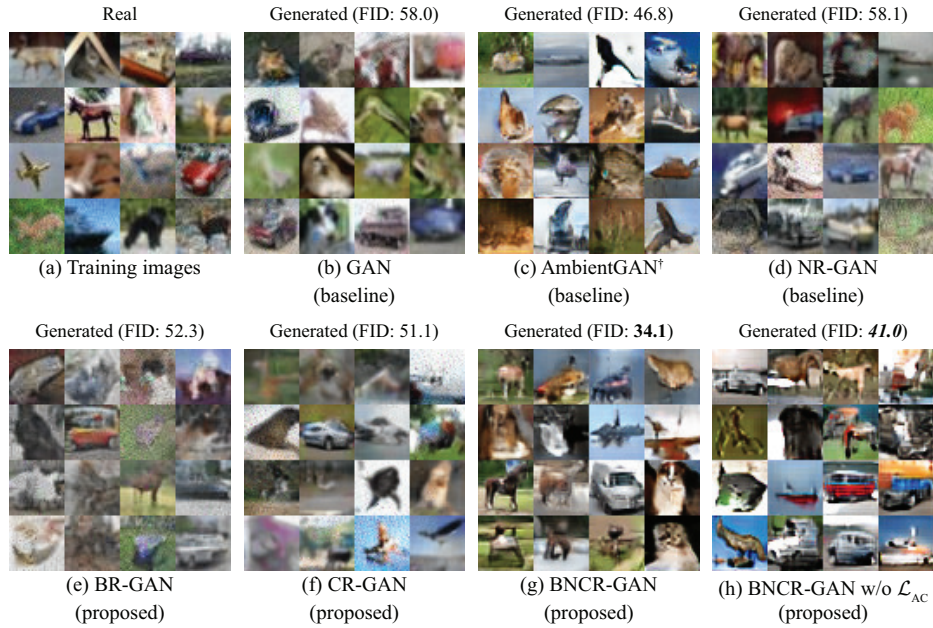 Real
Generated (FID: 58.0)
Generated (FID: 46.8)
Generated (FID: 58.1)
(a) Training images
(b) GAN
(baseline)
(c) AmbientGAN†
(baseline)
(d) NR-GAN
(baseline)
Generated (FID: 52.3)
Generated (FID: 51.1)
Generated (FID: 34.1)
Generated (FID: 41.0)
(e) BR-GAN
(proposed)
(f) CR-GAN
(proposed)
(g) BNCR-GAN
(proposed)
(h) BNCR-GAN w/o ℒAC
(proposed)